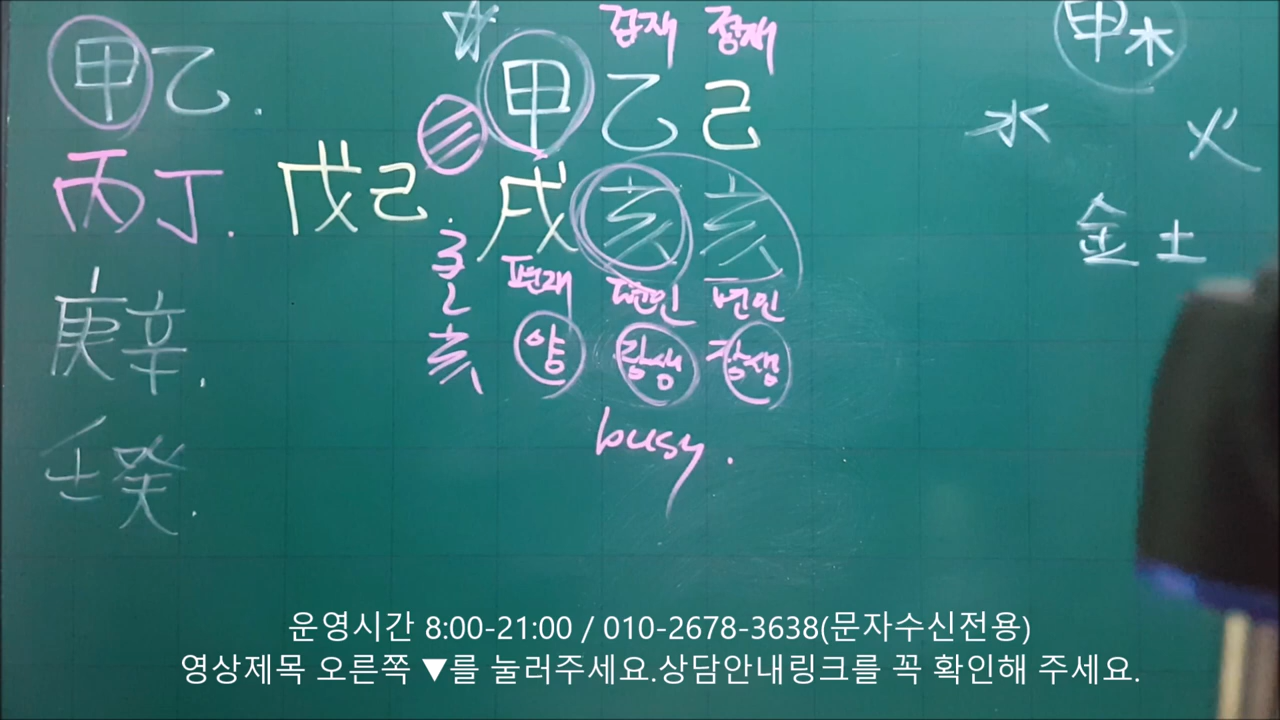 甲乙.
丙丁. 戊己.
庚辛.
壬癸.
겁재 정재
甲乙己
戌亥亥
편재 편인 편인
양 장생 장생
busy.
공亥
甲木
水 火
金土
운영시간 8:00-21:00 / 010-2678-3638(문자수신전용)
영상제목 오른쪽 ▼를 눌러주세요.상담안내링크를 꼭 확인해 주세요.